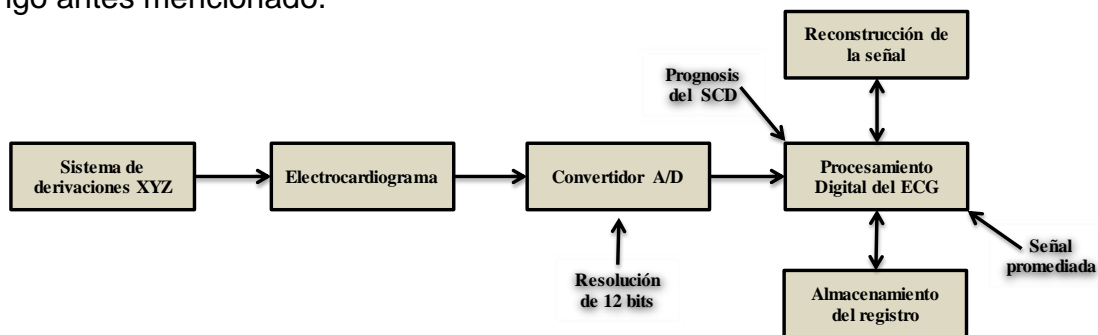 antes mencionado.
Reconstrucción de
la señal
Prognosis
del SCD
Sistema de
derivaciones XYZ
Electrocardiograma
Convertidor A/D
Procesamiento
Digital del ECG
Resolución
de 12 bits
Señal
promediada
Almacenamiento
del registro